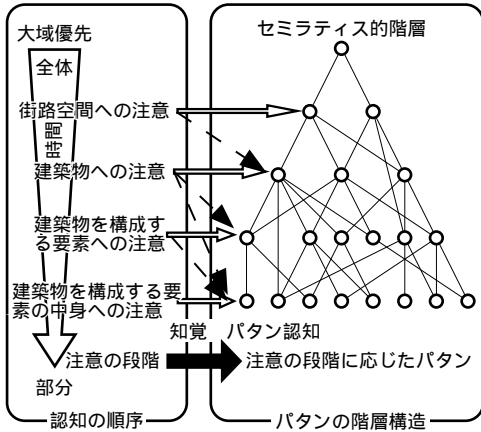 大域優先
全体
時間
街路空間への注意
建築物への注意
建築物を構成す
る要素への注意
建築物を構成する要
素の中身への注意
注意の段階
部分
認知の順序
知覚
セミラティス的階層
パタン認知
注意の段階に応じたパタン
パタンの階層構造